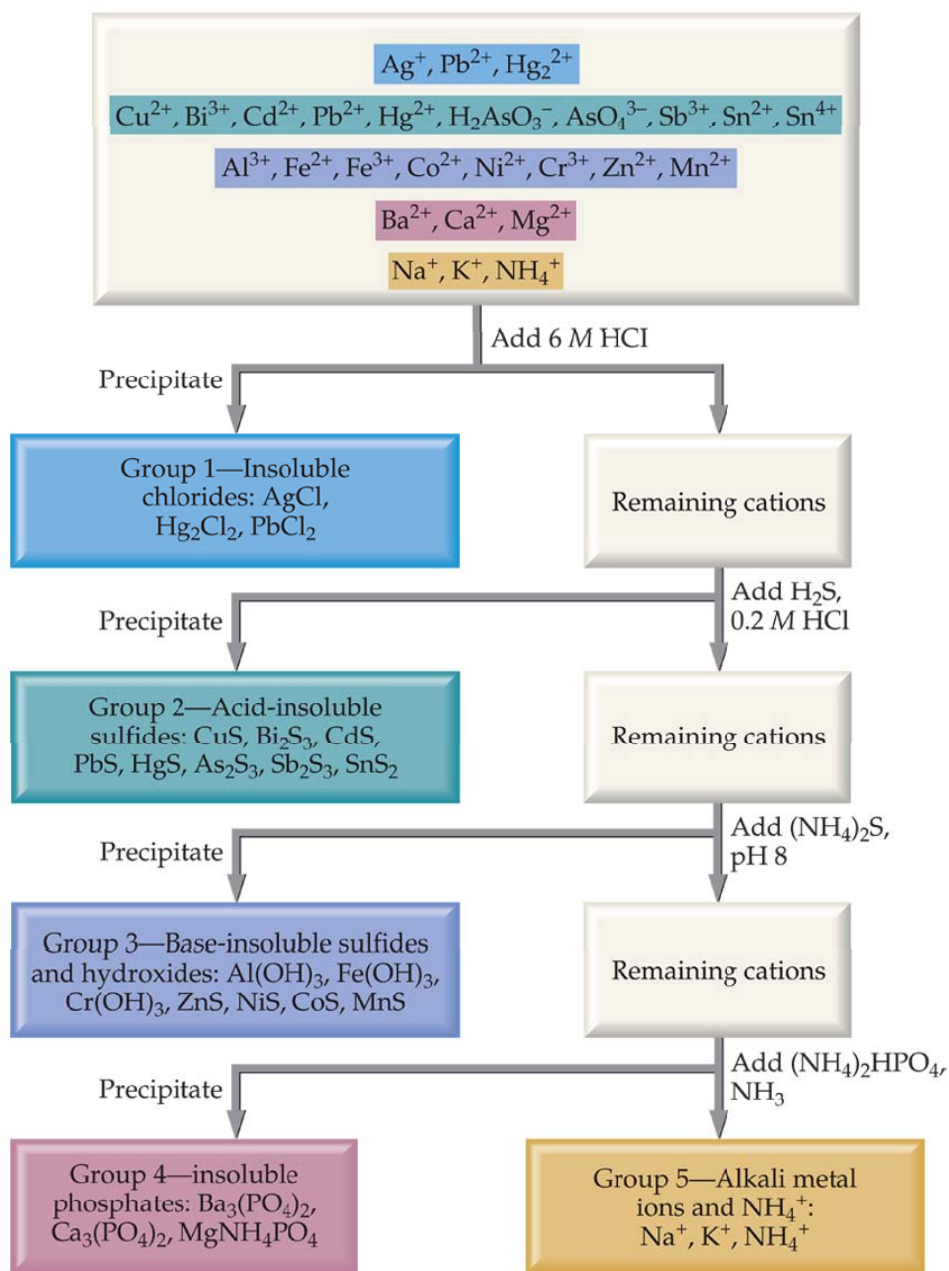 Ag⁺, Pb²⁺, Hg₂²⁺
Cu²⁺, Bi³⁺, Cd²⁺, Pb²⁺, Hg²⁺, H₂AsO₃⁻, AsO₄³⁻, Sb³⁺, Sn²⁺, Sn⁴⁺
Al³⁺, Fe²⁺, Fe³⁺, Co²⁺, Ni²⁺, Cr³⁺, Zn²⁺, Mn²⁺
Ba²⁺, Ca²⁺, Mg²⁺
Na⁺, K⁺, NH₄⁺
Add 6 M HCl
Precipitate
Group 1—Insoluble
chlorides: AgCl,
Hg₂Cl₂, PbCl₂
Remaining cations
Add H₂S,
0.2 M HCl
Precipitate
Group 2—Acid-insoluble
sulfides: CuS, Bi₂S₃, CdS,
PbS, HgS, As₂S₃, Sb₂S₃, SnS₂
Remaining cations
Add (NH₄)₂S,
pH 8
Precipitate
Group 3—Base-insoluble sulfides
and hydroxides: Al(OH)₃, Fe(OH)₃,
Cr(OH)₃, ZnS, NiS, CoS, MnS
Remaining cations
Add (NH₄)₂HPO₄,
NH₃
Precipitate
Group 4—insoluble
phosphates: Ba₃(PO₄)₂,
Ca₃(PO₄)₂, MgNH₄PO₄
Group 5—Alkali metal
ions and NH₄⁺:
Na⁺, K⁺, NH₄⁺